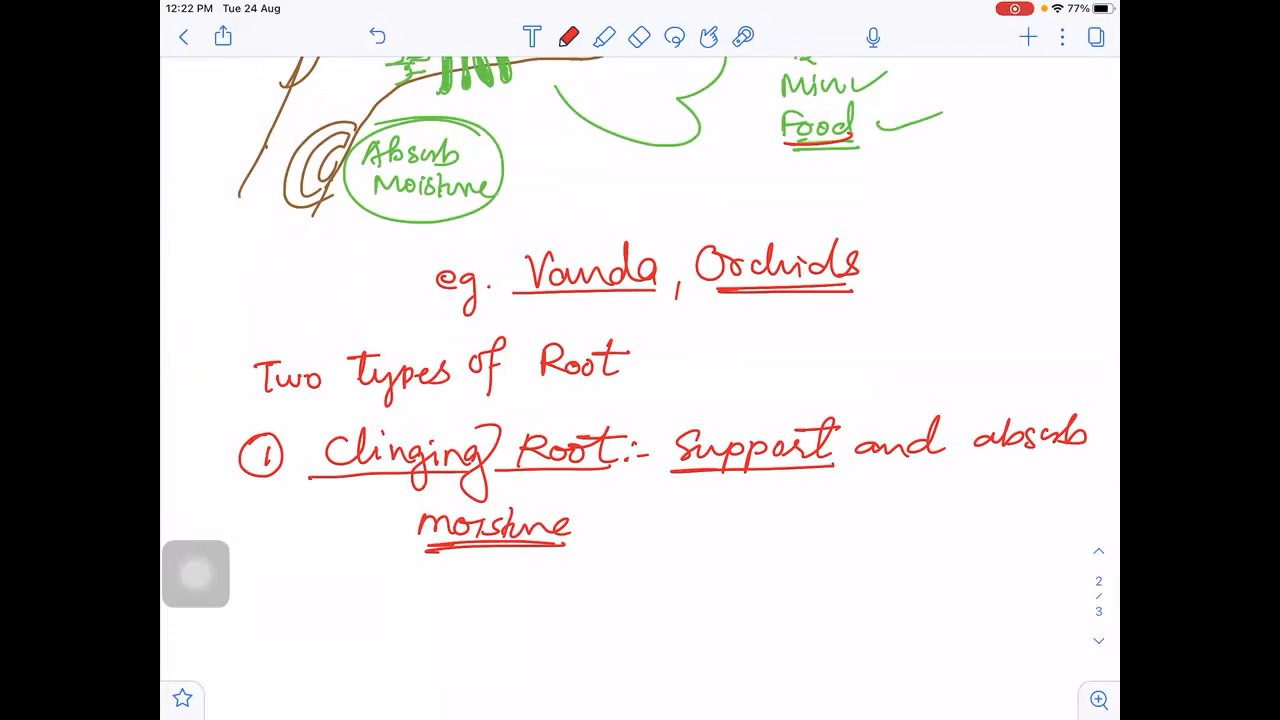 12:22 PM Tue 24 Aug
77%
T
Min
Food
Absorb
Moisture
eg. Vanda, Orchids
Two types of Root
① Clinging Root:- Support and absorb
moisture
2
/
3